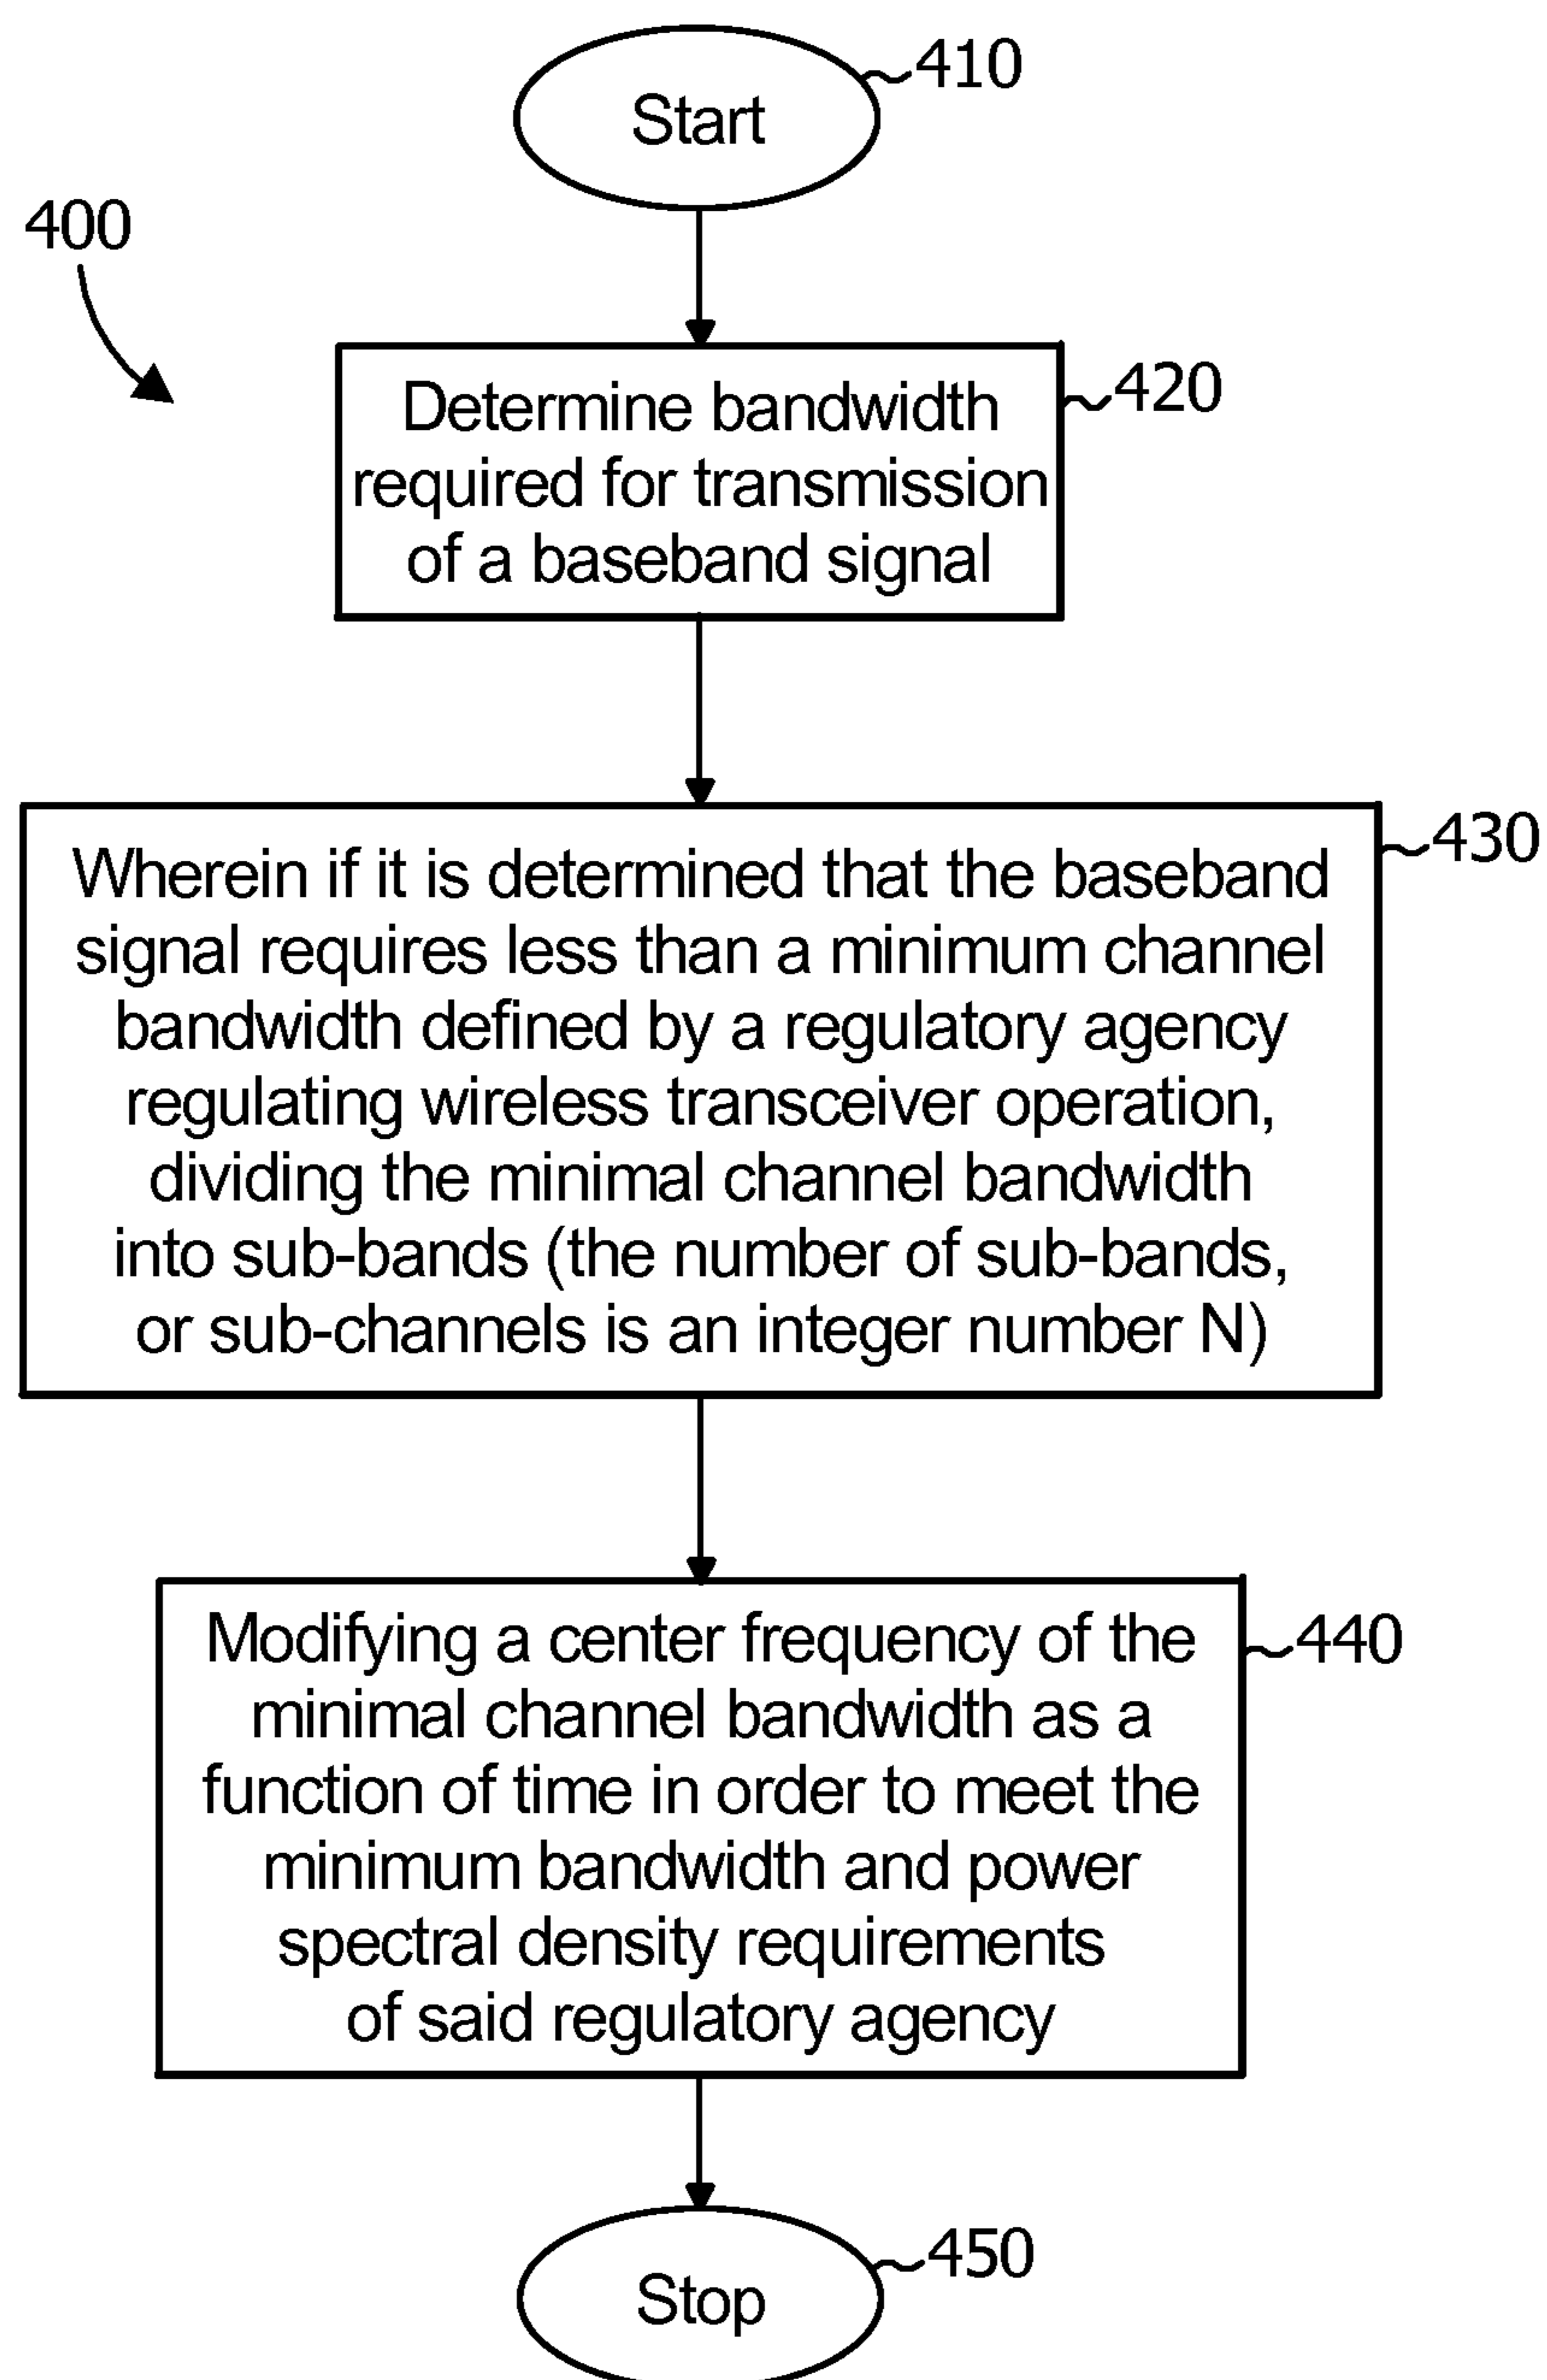 410
Start
400
420
Determine bandwidth
required for transmission
of a baseband signal
430
Wherein if it is determined that the baseband
signal requires less than a minimum channel
bandwidth defined by a regulatory agency
regulating wireless transceiver operation,
dividing the minimal channel bandwidth
into sub-bands (the number of sub-bands,
or sub-channels is an integer number N)
440
Modifying a center frequency of the
minimal channel bandwidth as a
function of time in order to meet the
minimum bandwidth and power
spectral density requirements
of said regulatory agency
450
Stop